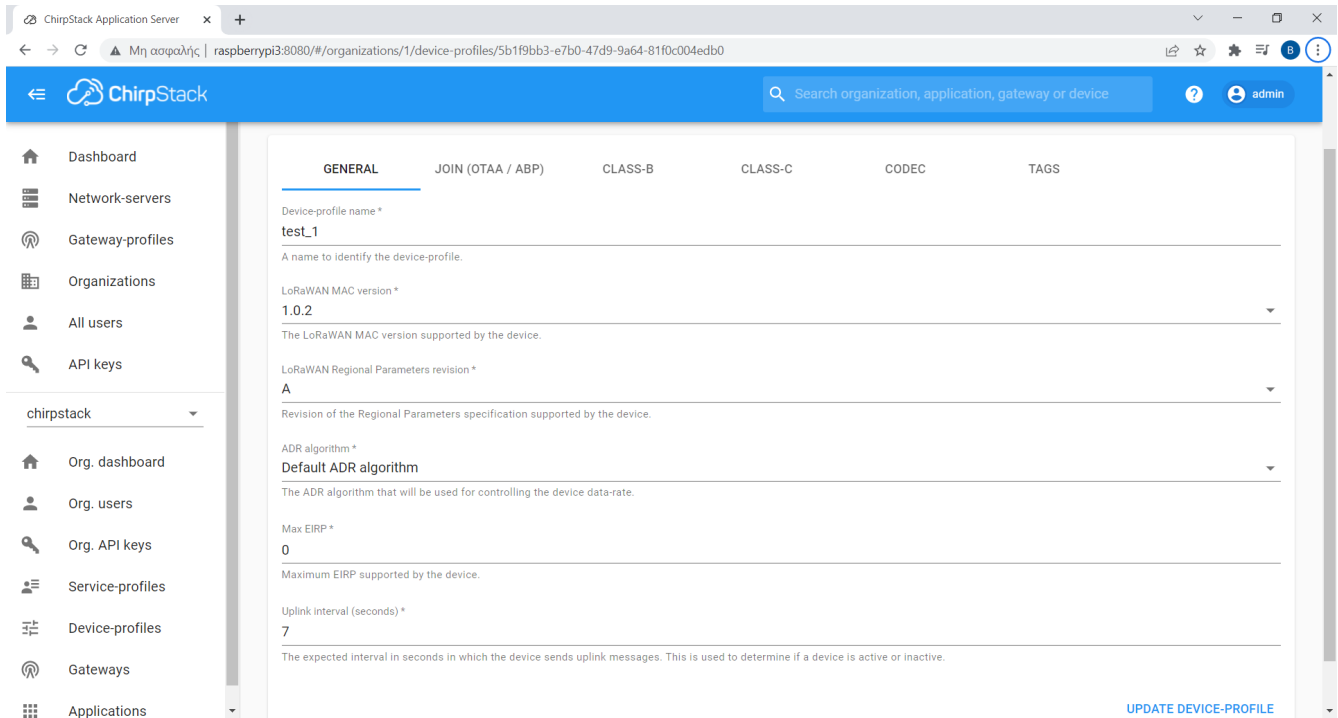 ChirpStack Application Server
Μη ασφαλής | raspberrypi3:8080/#/organizations/1/device-profiles/5b1f9bb3-e7b0-47d9-9a64-81f0c004edb0
B
ChirpStack
Search organization, application, gateway or device
? admin
Dashboard
Network-servers
Gateway-profiles
Organizations
All users
API keys
chirpstack
Org. dashboard
Org. users
Org. API keys
Service-profiles
Device-profiles
Gateways
Applications
GENERAL JOIN (OTAA / ABP) CLASS-B CLASS-C CODEC TAGS
Device-profile name *
test_1
A name to identify the device-profile.
LoRaWAN MAC version *
1.0.2
The LoRaWAN MAC version supported by the device.
LoRaWAN Regional Parameters revision *
A
Revision of the Regional Parameters specification supported by the device.
ADR algorithm *
Default ADR algorithm
The ADR algorithm that will be used for controlling the device data-rate.
Max EIRP *
0
Maximum EIRP supported by the device.
Uplink interval (seconds) *
7
The expected interval in seconds in which the device sends uplink messages. This is used to determine if a device is active or inactive.
UPDATE DEVICE-PROFILE